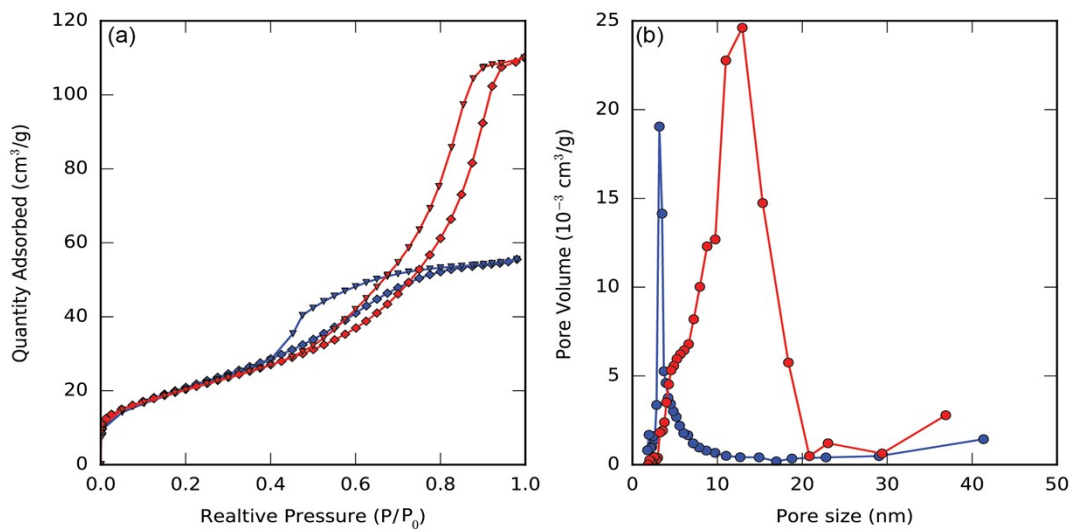 (a)
Quantity Adsorbed (cm³/g)
120
100
80
60
40
20
0
0.0 0.2 0.4 0.6 0.8 1.0
Realtive Pressure (P/P₀)
(b)
Pore Volume (10⁻³ cm³/g)
25
20
15
10
5
0
0 10 20 30 40 50
Pore size (nm)